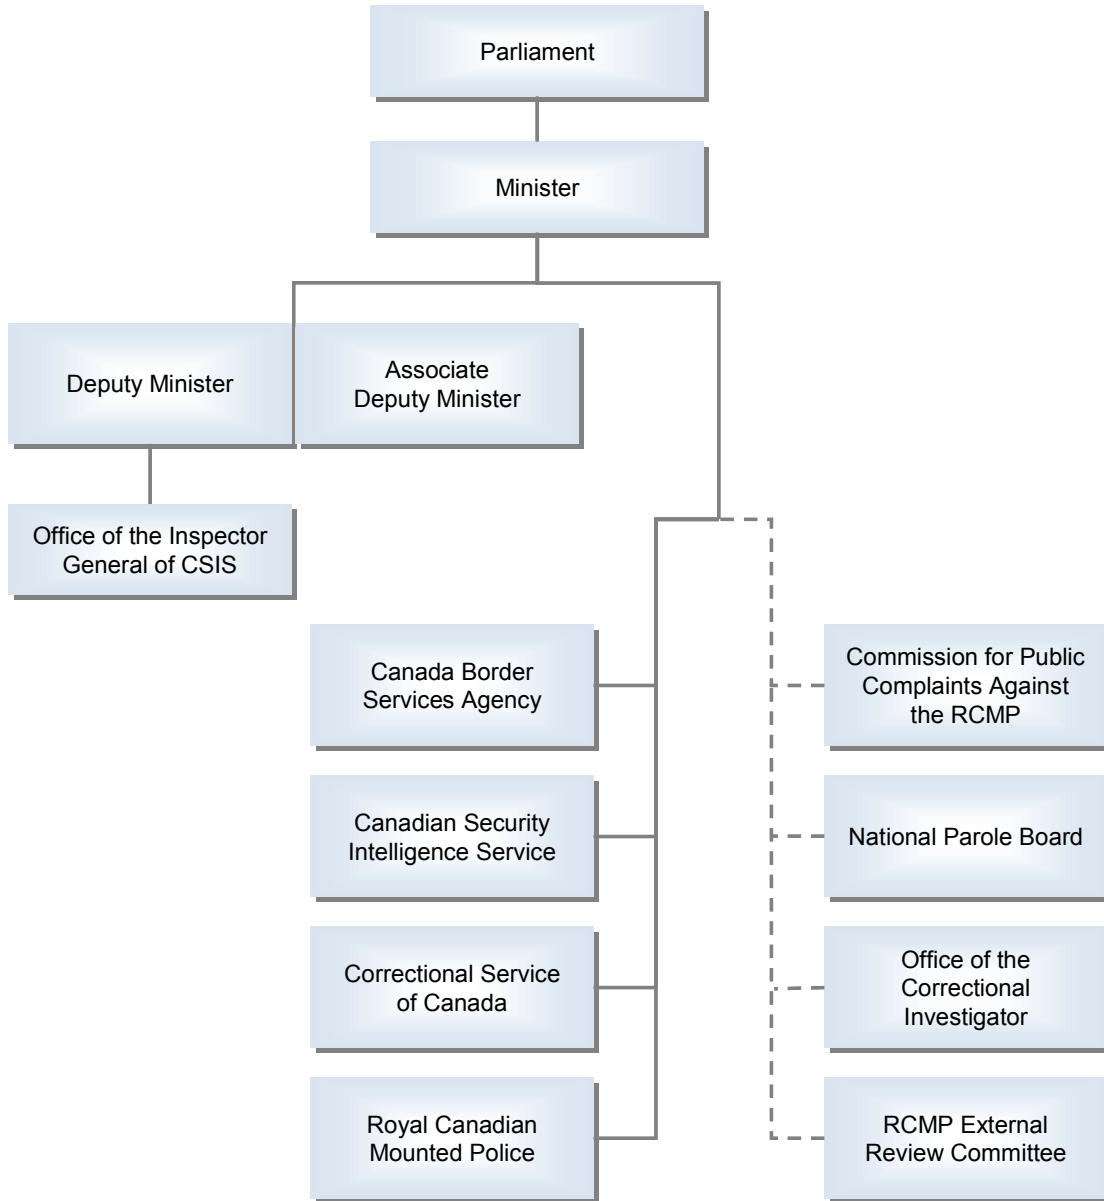 Parliament
Minister
Deputy Minister
Associate
Deputy Minister
Office of the Inspector
General of CSIS
Canada Border
Services Agency
Commission for Public
Complaints Against
the RCMP
Canadian Security
Intelligence Service
National Parole Board
Correctional Service
of Canada
Office of the
Correctional
Investigator
Royal Canadian
Mounted Police
RCMP External
Review Committee